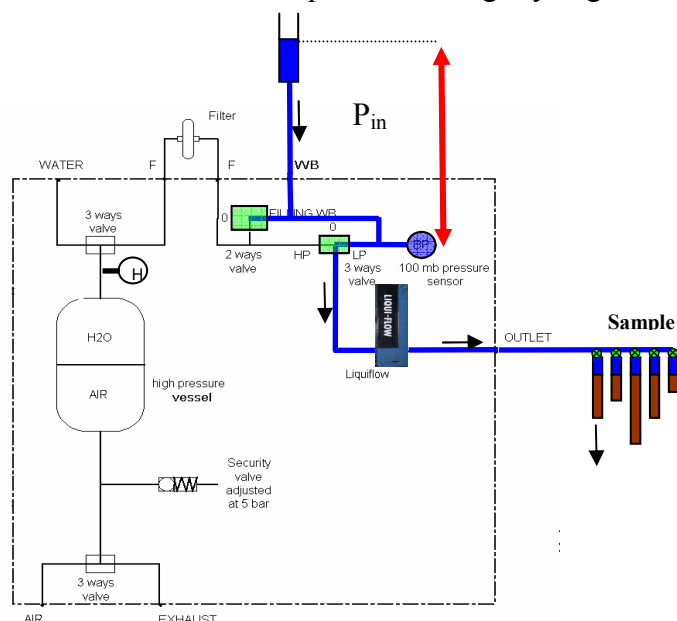 Filter
P_in
WATER
F
F
WB
3 ways
valve
0
FILLING WB
0
2 ways
valve
HP
LP
3 ways
valve
100 mb pressure
sensor
H
LIQUI-FLOW
H2O
AIR
Liquiflow
OUTLET
Sample
high pressure
vessel
Security
valve
adjusted
at 5 bar
3 ways
valve
AIR
EXHAUST